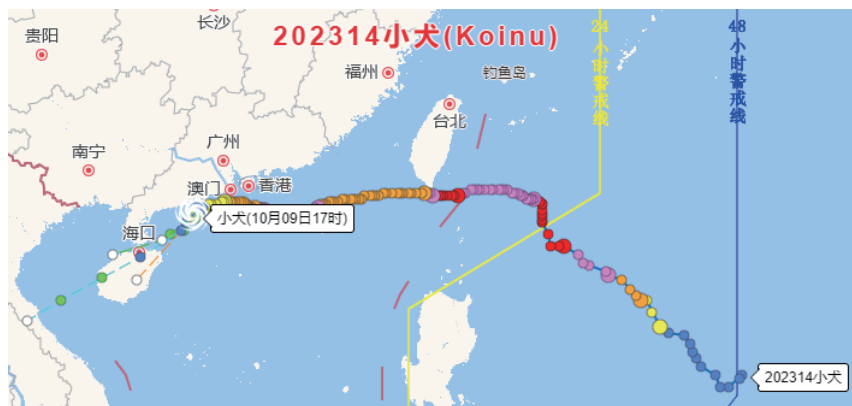 长沙
贵阳
202314小犬(Koinu)
24小时警戒线
48小时警戒线
福州
钓鱼岛
台北
广州
南宁
澳门
香港
小犬(10月09日17时)
海口
202314小犬